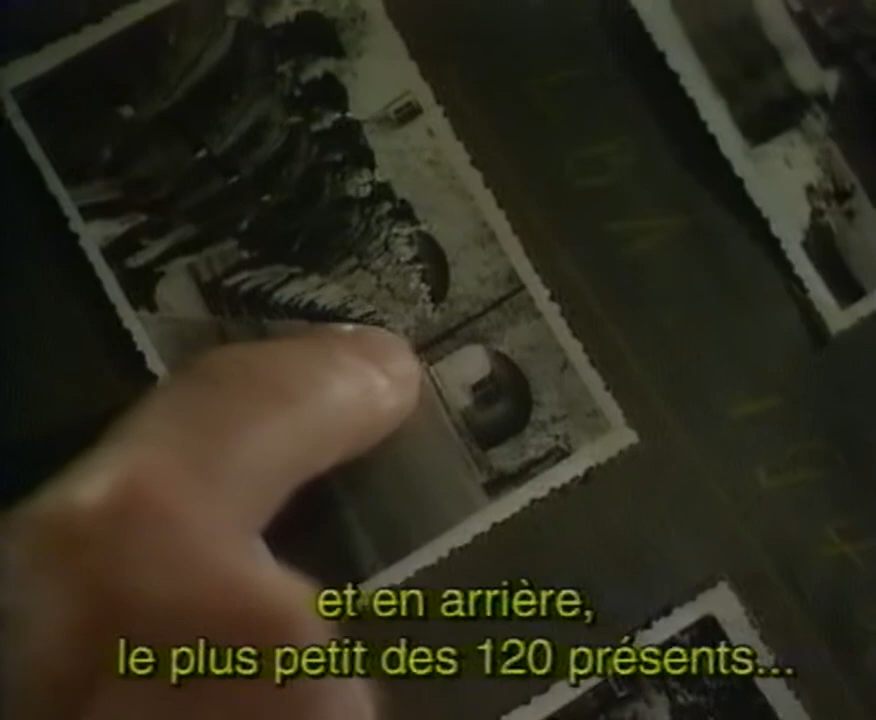 et en arrière,
le plus petit des 120 présents...